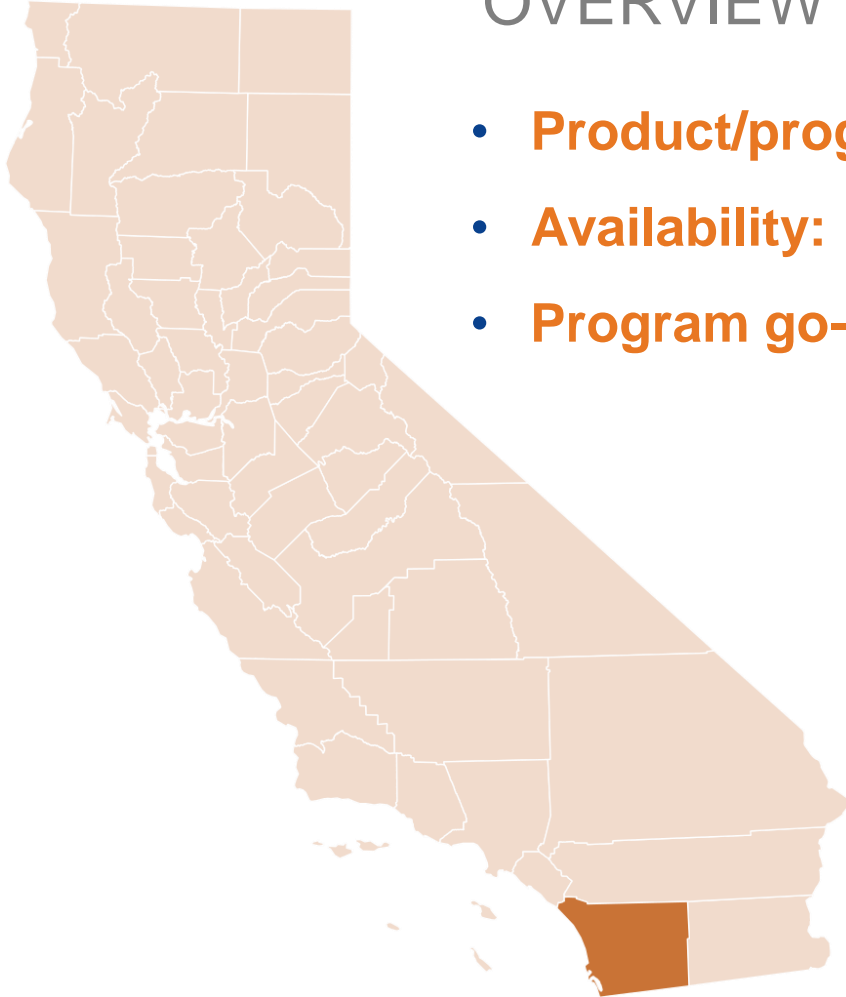 OVERVIEW
• Product/prog
• Availability:
• Program go-